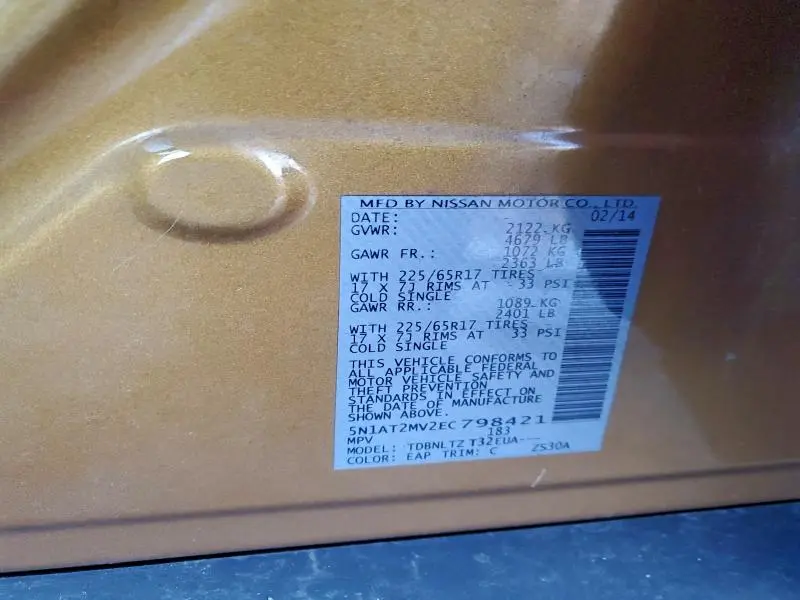 MFD BY NISSAN MOTOR CO., LTD.
DATE: 02/14
GVWR: 2122 KG
4679 LB
GAWR FR.: 1072 KG
2363 LB
WITH 225/65R17 TIRES
17 X 7J RIMS AT 33 PSI
COLD SINGLE
GAWR RR.: 1089 KG
2401 LB
WITH 225/65R17 TIRES
17 X 7J RIMS AT 33 PSI
COLD SINGLE
THIS VEHICLE CONFORMS TO
ALL APPLICABLE FEDERAL
MOTOR VEHICLE SAFETY AND
THEFT PREVENTION
STANDARDS IN EFFECT ON
THE DATE OF MANUFACTURE
SHOWN ABOVE.
5N1AT2MV2EC798421
MPV 183
MODEL: TDBNLTZ T32EUA---
COLOR: EAP TRIM: C ZS30A